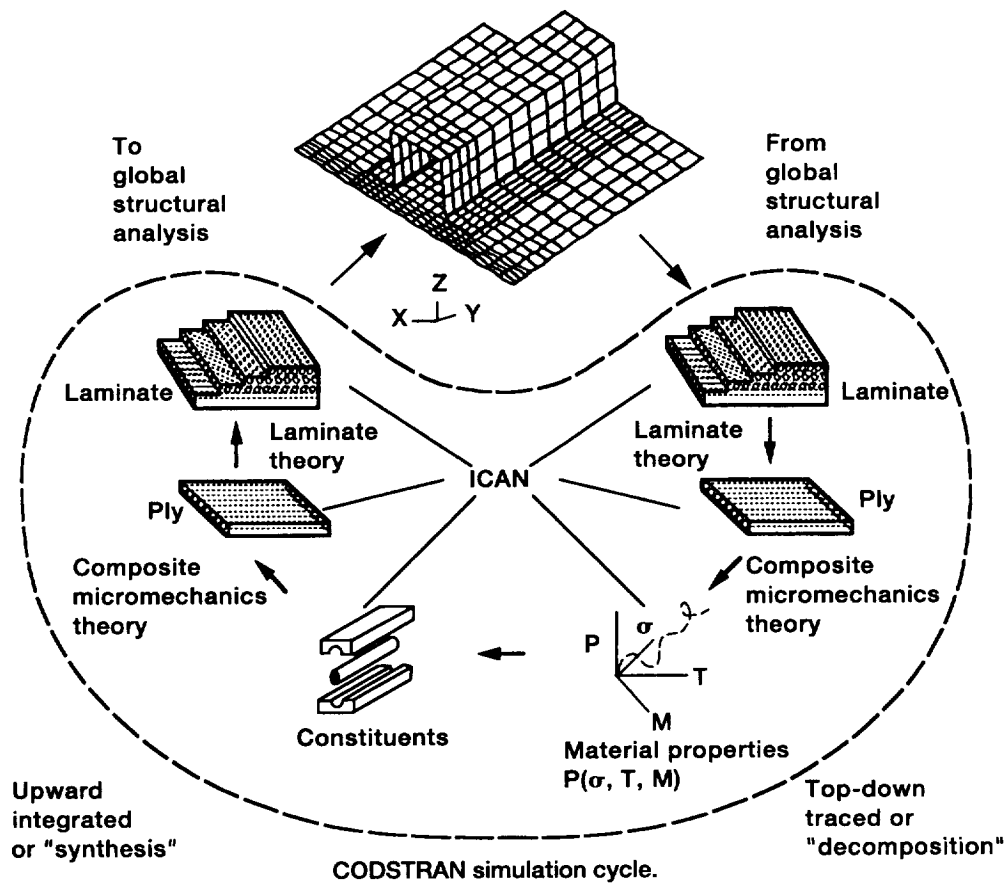 To
global
structural
analysis
From
global
structural
analysis
Z
X
Y
Laminate
Laminate
Laminate
theory
Laminate
theory
ICAN
Ply
Ply
Composite
micromechanics
theory
Composite
micromechanics
theory
P
σ
T
M
Constituents
Material properties
P(σ, T, M)
Upward
integrated
or "synthesis"
Top-down
traced or
"decomposition"
CODSTRAN simulation cycle.